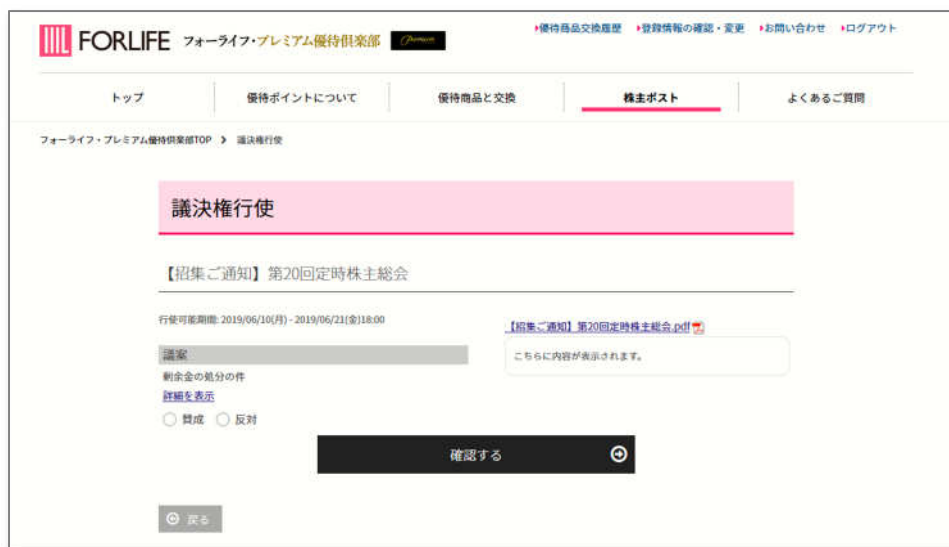 FORLIFE フォーライフ・プレミアム優待倶楽部 Premium
優待商品交換履歴 登録情報の確認・変更 お問い合わせ ログアウト
トップ 優待ポイントについて 優待商品と交換 株主ポスト よくあるご質問
フォーライフ・プレミアム優待倶楽部TOP 議決権行使
議決権行使
【招集ご通知】第20回定時株主総会
行使可能期間: 2019/06/10(月) - 2019/06/21(金)18:00
【招集ご通知】第20回定時株主総会.pdf
こちらに内容が表示されます。
議案
剰余金の処分の件
詳細を表示
賛成 反対
確認する
戻る